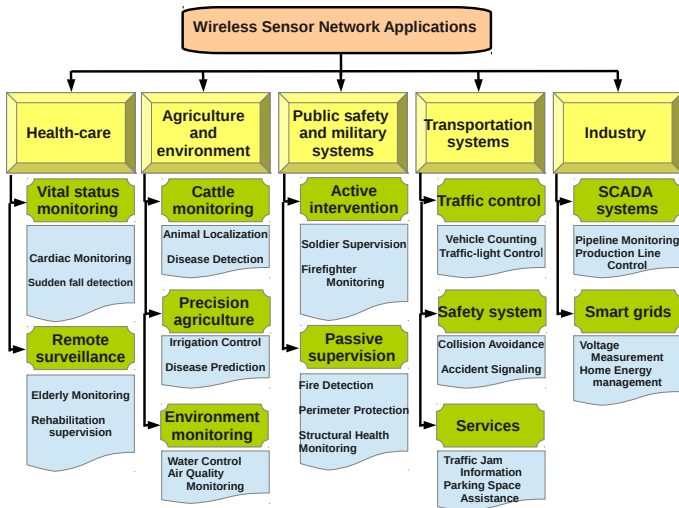 Wireless Sensor Network Applications
Health-care
Vital status
monitoring
Cardiac Monitoring
Sudden fall detection
Remote
surveillance
Elderly Monitoring
Rehabilitation
supervision
Agriculture
and
environment
Cattle
monitoring
Animal Localization
Disease Detection
Precision
agriculture
Irrigation Control
Disease Prediction
Environment
monitoring
Water Control
Air Quality
Monitoring
Public safety
and military
systems
Active
intervention
Soldier Supervision
Firefighter
Monitoring
Passive
supervision
Fire Detection
Perimeter Protection
Structural Health
Monitoring
Transportation
systems
Traffic control
Vehicle Counting
Traffic-light Control
Safety system
Collision Avoidance
Accident Signaling
Services
Traffic Jam
Information
Parking Space
Assistance
Industry
SCADA
systems
Pipeline Monitoring
Production Line
Control
Smart grids
Voltage
Measurement
Home Energy
management